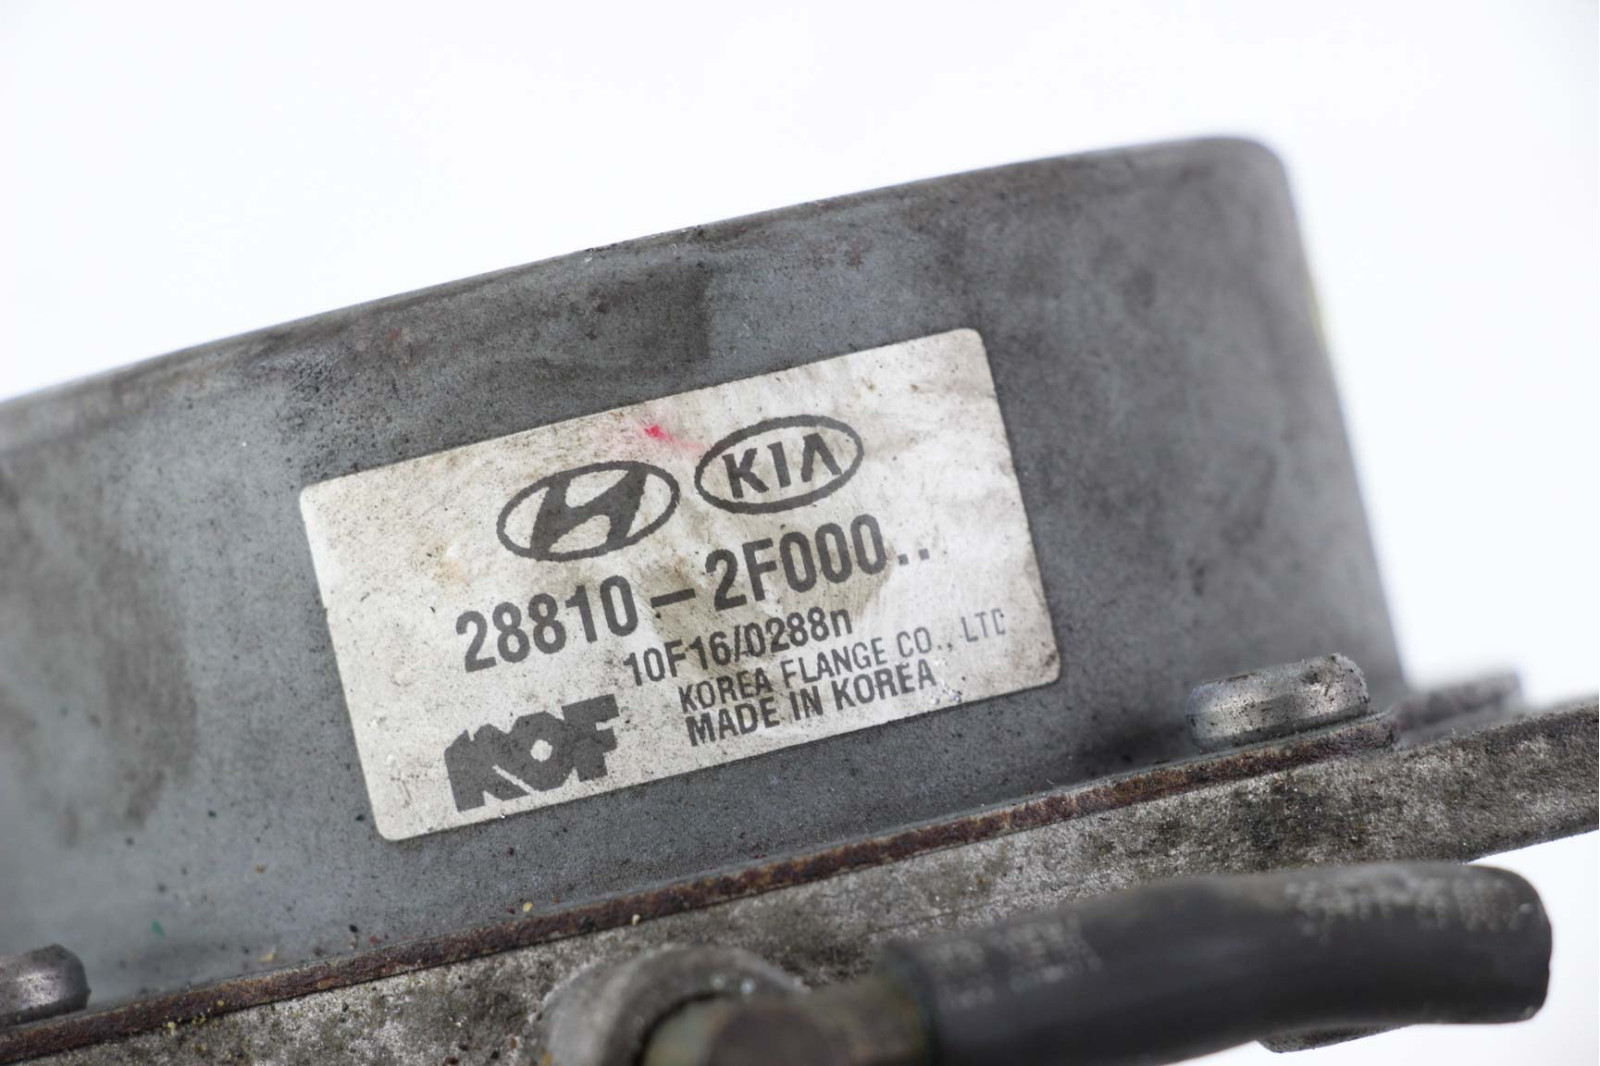 KIA
28810-2F000..
10F16/0288n
KOREA FLANGE CO., LTD
MADE IN KOREA
KOF